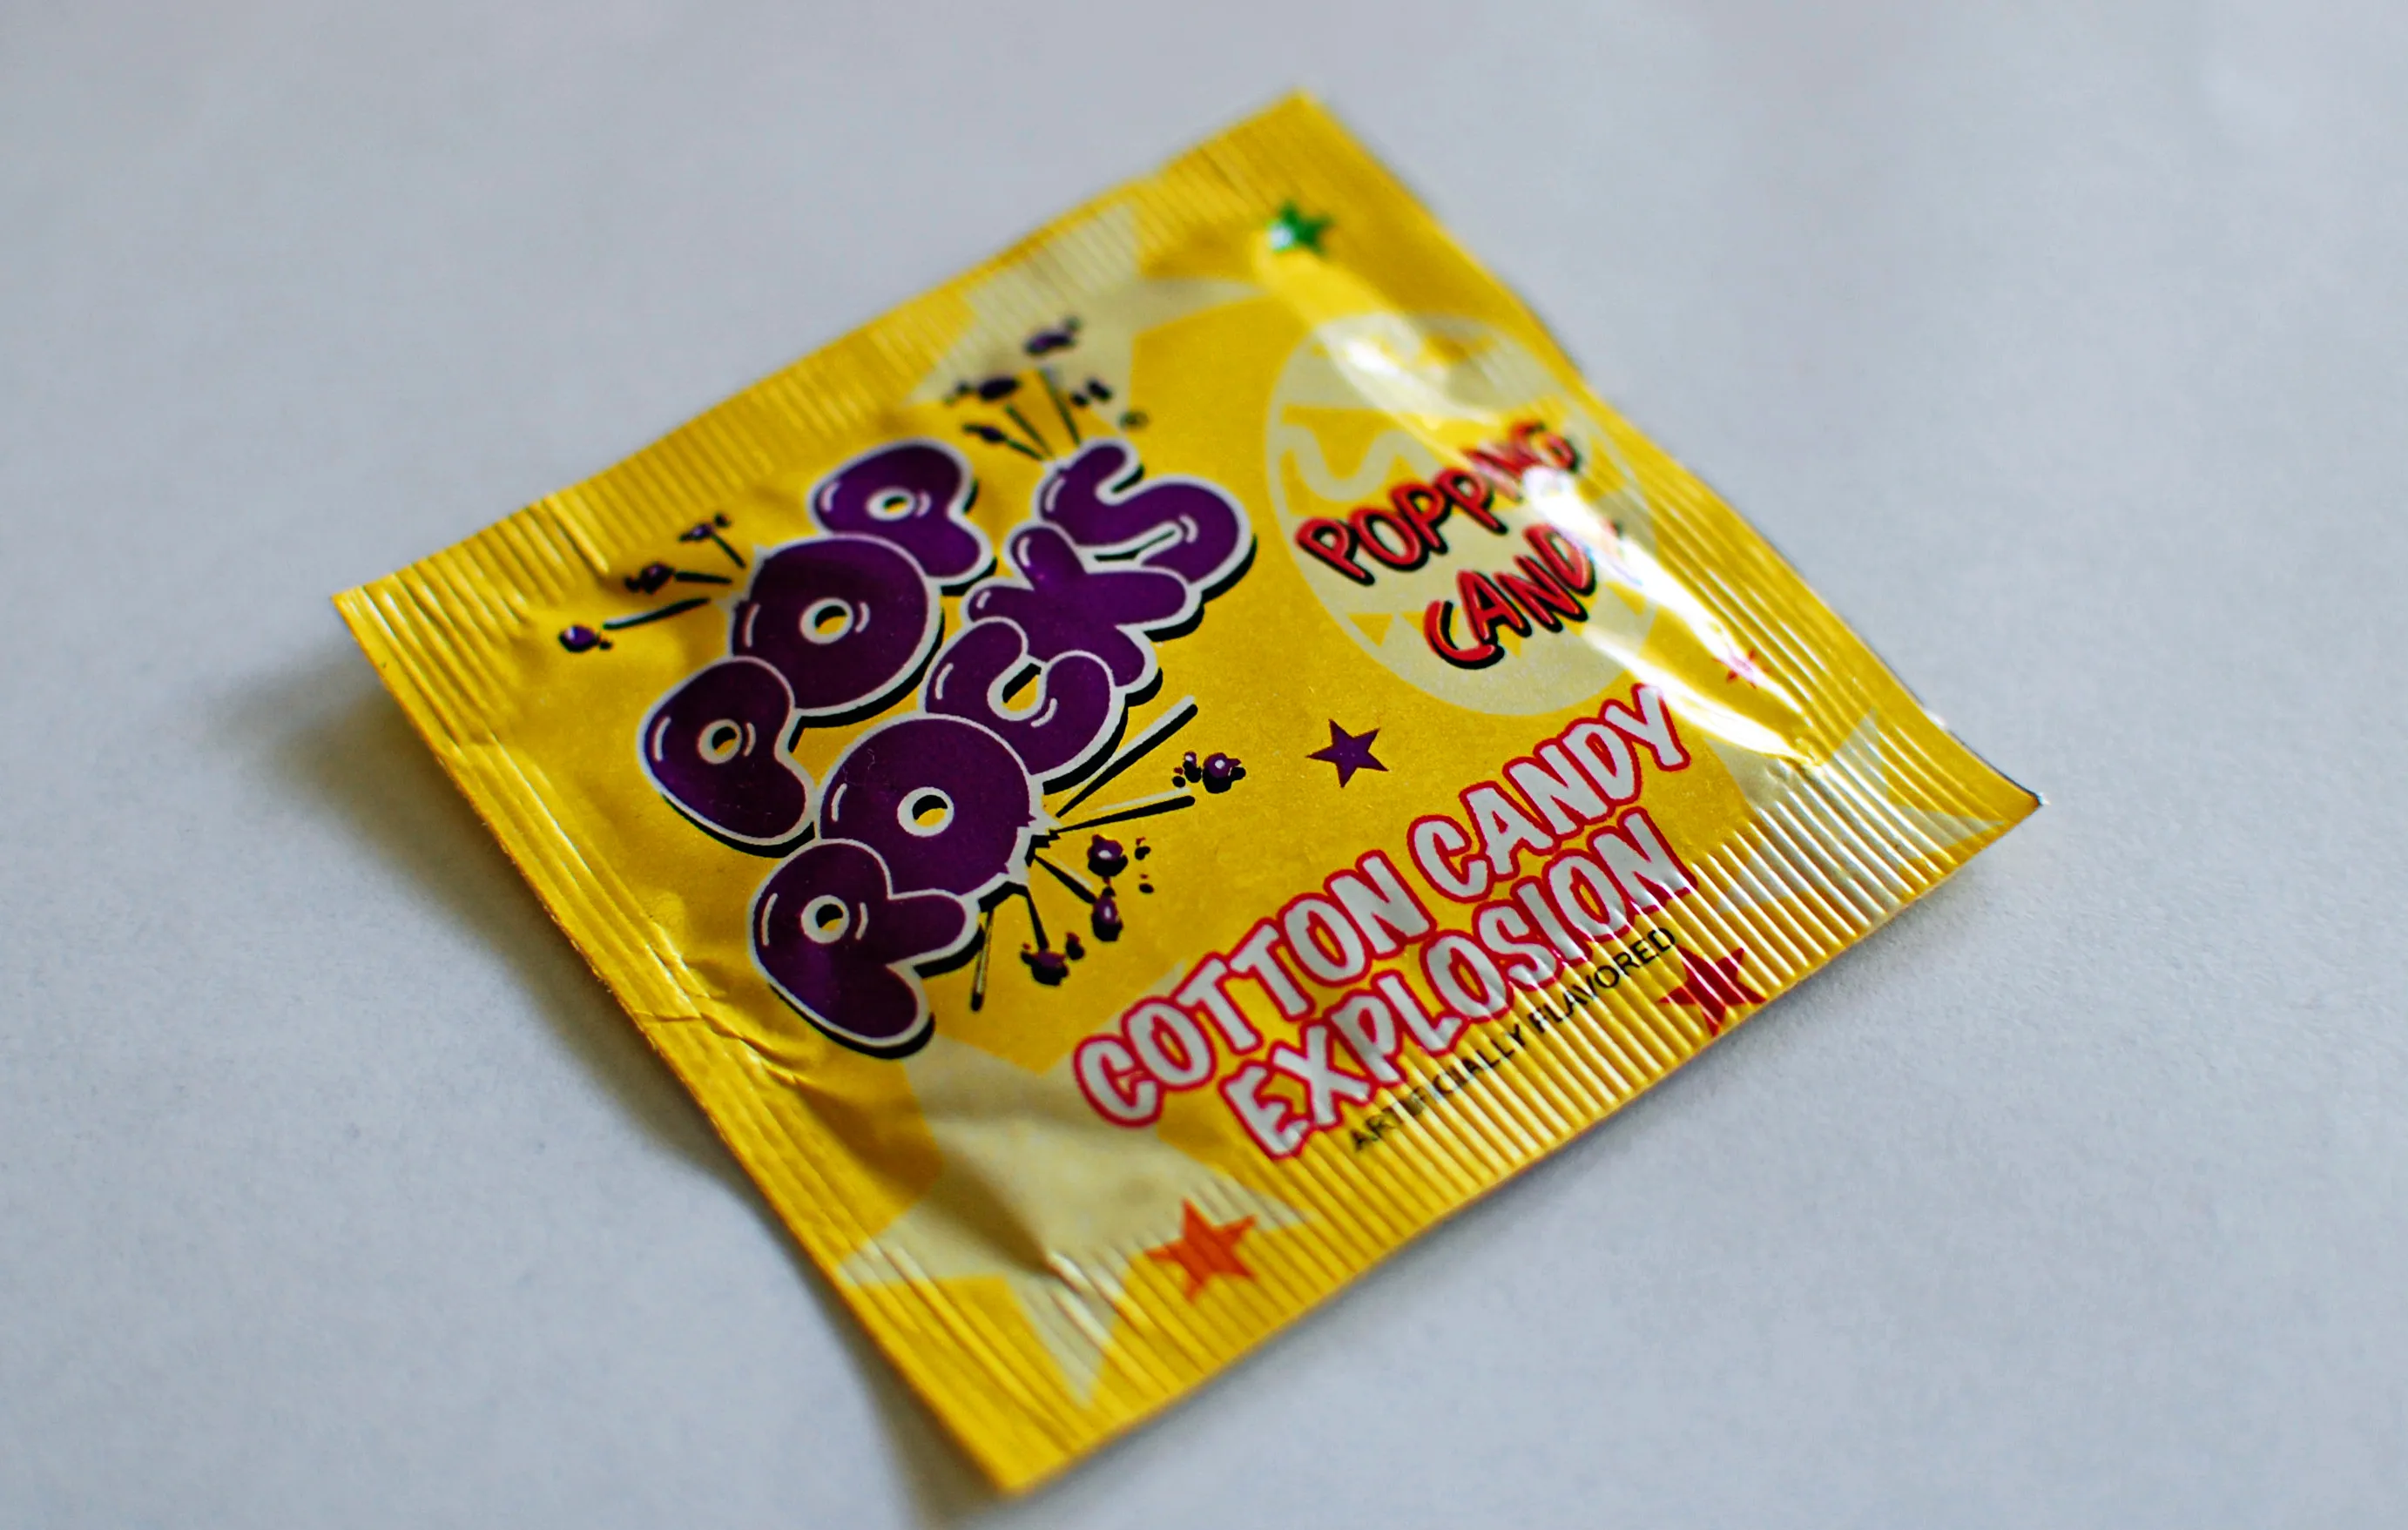 POP
ROCKS
POPPING
CANDY
COTTON CANDY
EXPLOSION
ARTIFICIALLY FLAVORED